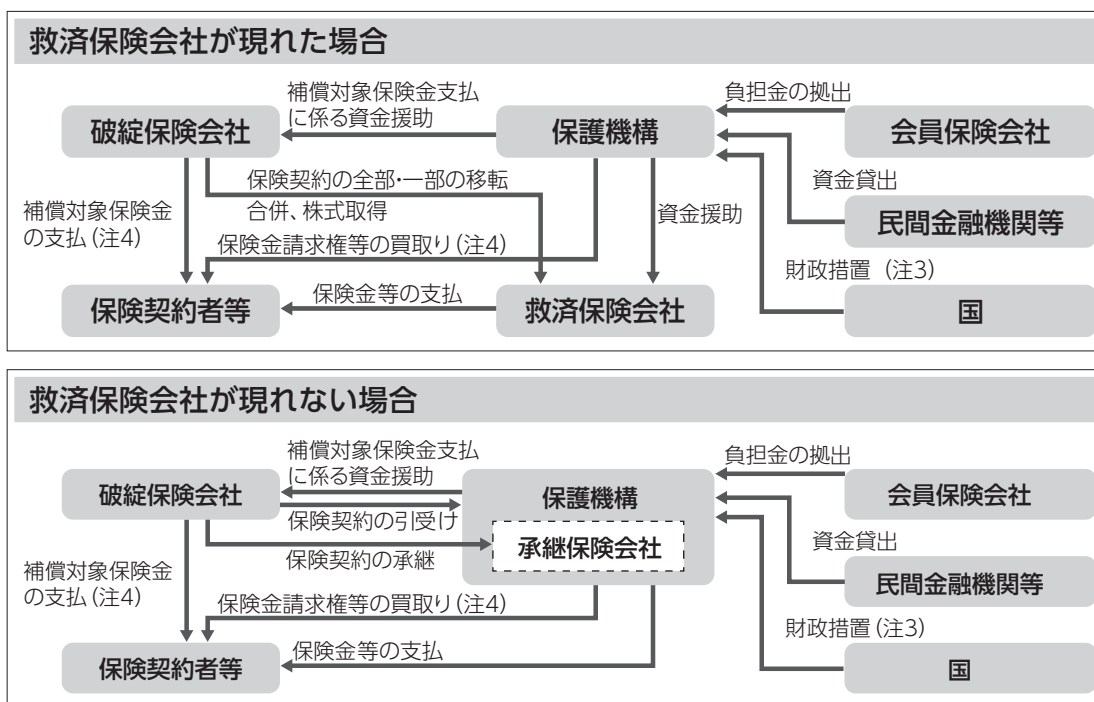 救済保険会社が現れた場合
補償対象保険金支払
に係る資金援助
負担金の拠出
破綻保険会社
保護機構
会員保険会社
保険契約の全部・一部の移転
資金貸出
補償対象保険金
の支払(注4)
合併、株式取得
資金援助
民間金融機関等
保険金請求権等の買取り(注4)
財政措置 (注3)
保険契約者等
保険金等の支払
救済保険会社
国
救済保険会社が現れない場合
補償対象保険金支払
に係る資金援助
負担金の拠出
破綻保険会社
保護機構
会員保険会社
保険契約の引受け
承継保険会社
資金貸出
保険契約の承継
補償対象保険金
の支払(注4)
民間金融機関等
保険金請求権等の買取り(注4)
財政措置(注3)
保険金等の支払
保険契約者等
国